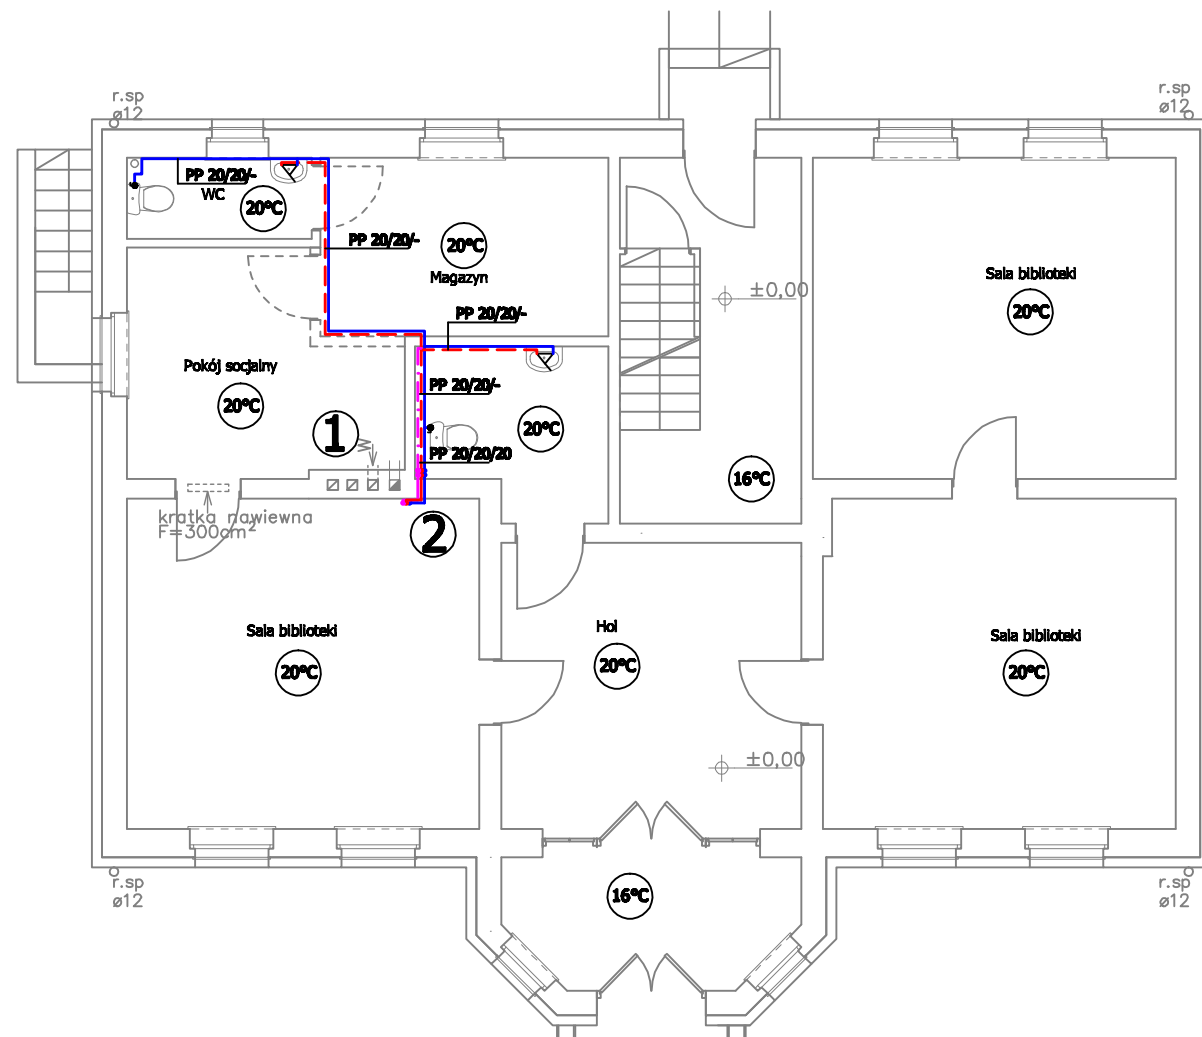 r.sp
ø12
r.sp
ø12
PP 20/20/-
WC
20°C
PP 20/20/-
20°C
Magazyn
Sala biblioteki
±0,00
20°C
PP 20/20/-
Pokój socjalny
20°C
PP 20/20/-
1
W
20°C
PP 20/20/20
16°C
kratka nawiewna
F=300cm²
2
Sala biblioteki
20°C
Hol
20°C
Sala biblioteki
20°C
±0,00
r.sp
ø12
16°C
r.sp
ø12